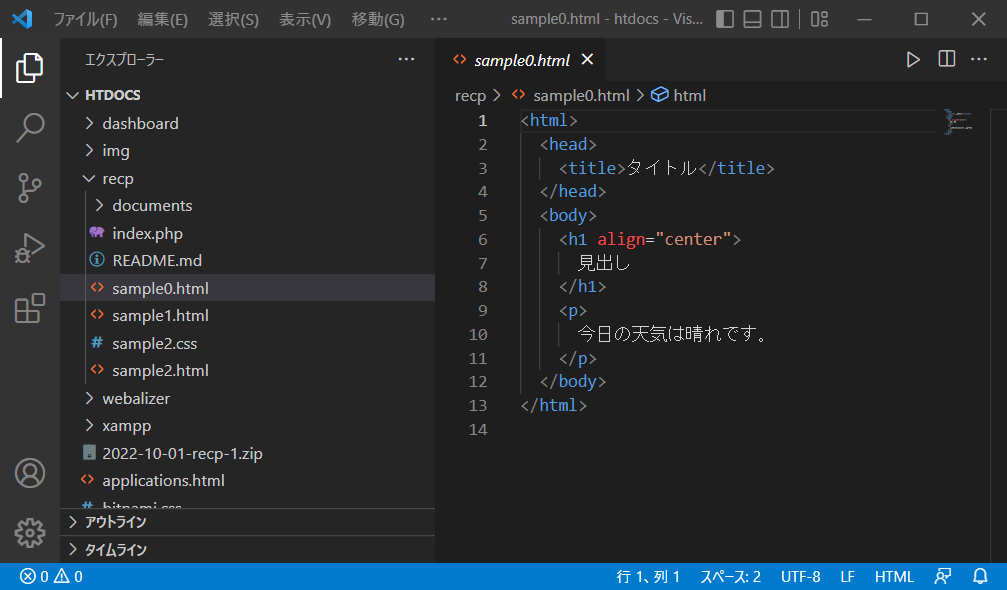 ファイル(F) 編集(E) 選択(S) 表示(V) 移動(G) ··· sample0.html - htdocs - Vis...
エクスプローラー ···
HTDOCS
dashboard
img
recp
documents
index.php
README.md
sample0.html
sample1.html
sample2.css
sample2.html
webalizer
xampp
2022-10-01-recp-1.zip
applications.html
bitnami.css
アウトライン
タイムライン
sample0.html
recp > sample0.html > html
1 <html>
2 <head>
3 <title>タイトル</title>
4 </head>
5 <body>
6 <h1 align="center">
7 見出し
8 </h1>
9 <p>
10 今日の天気は晴れです。
11 </p>
12 </body>
13 </html>
14
0 0 行 1、列 1 スペース: 2 UTF-8 LF HTML